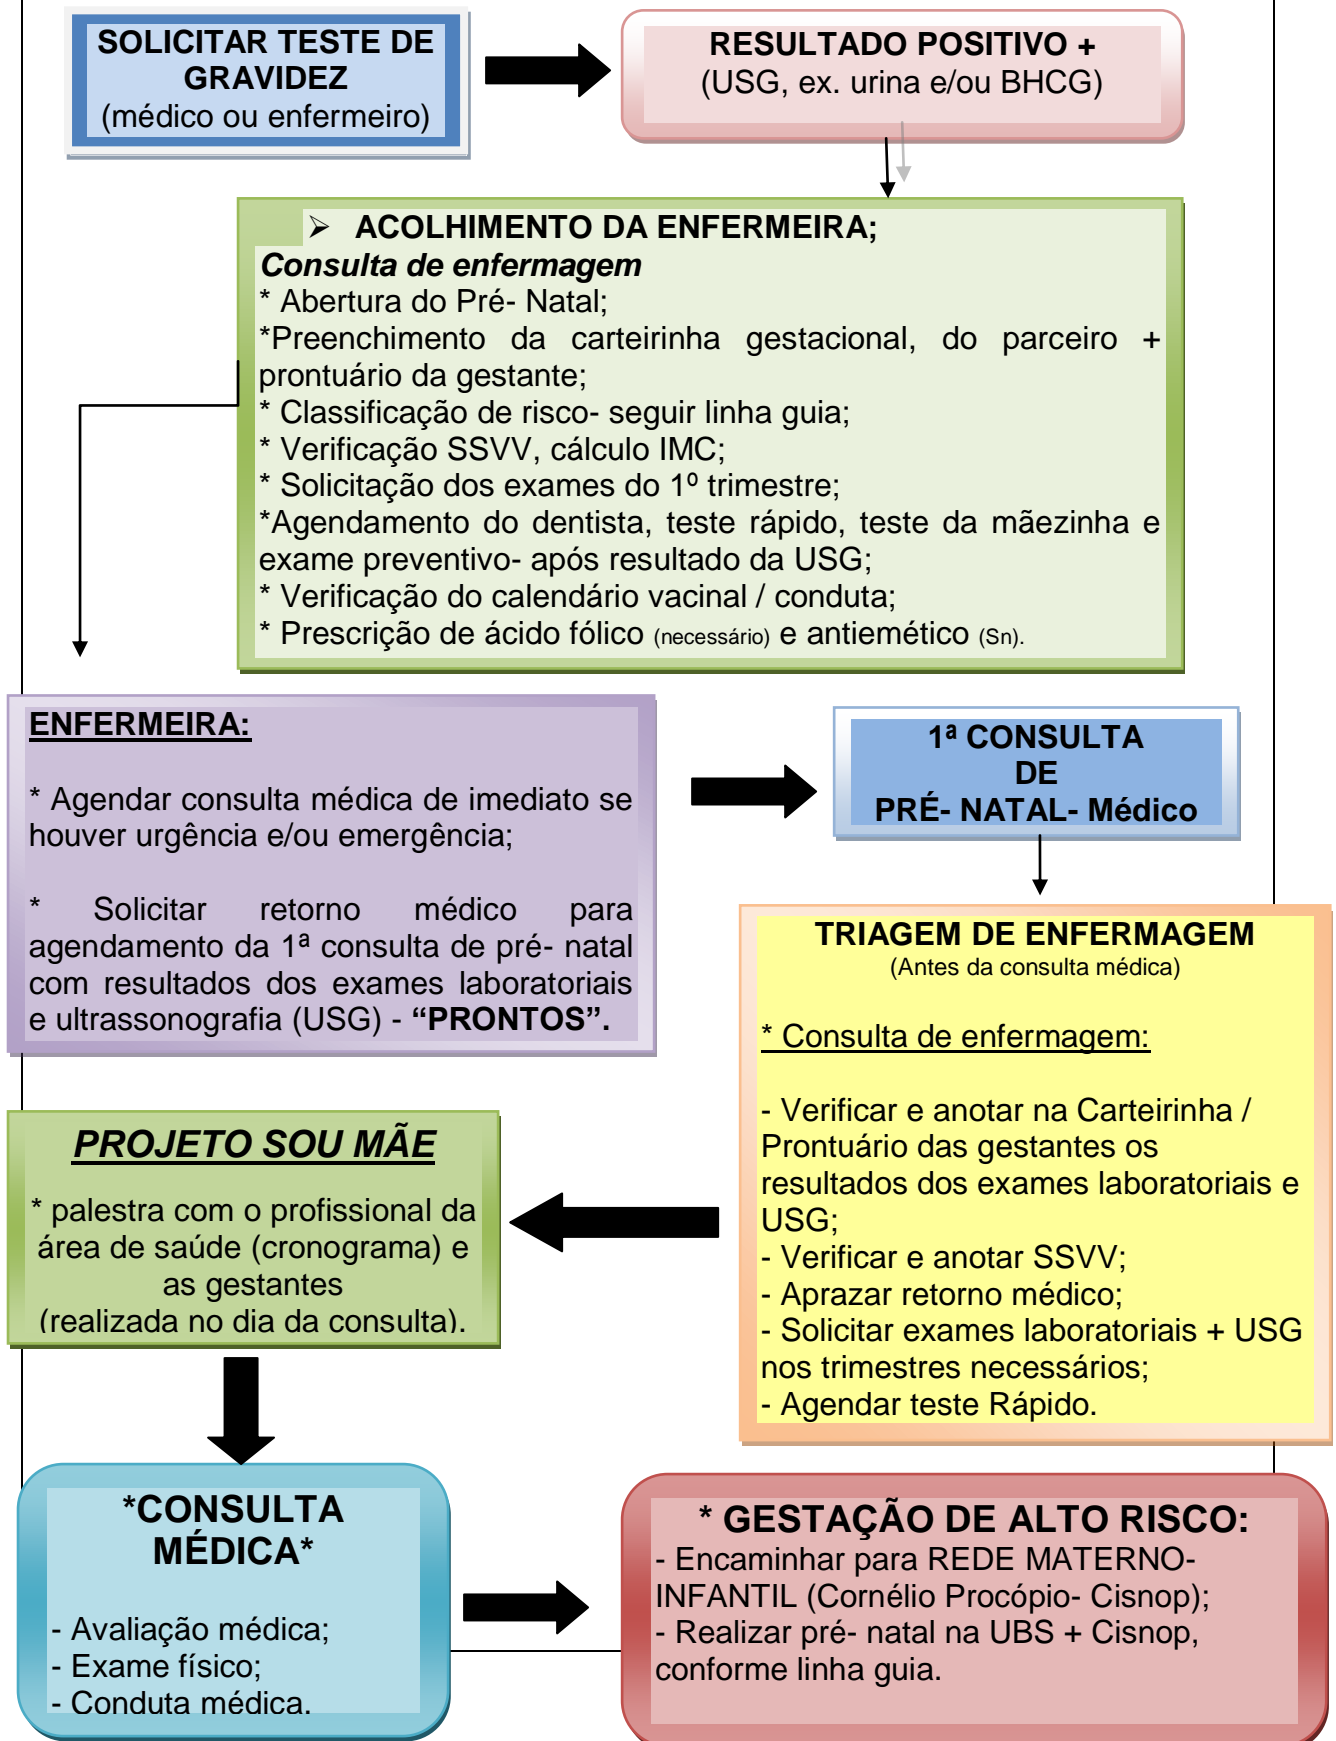 SOLICITAR TESTE DE
GRAVIDEZ
(médico ou enfermeiro)
RESULTADO POSITIVO +
(USG, ex. urina e/ou BHCG)
➢ ACOLHIMENTO DA ENFERMEIRA;
Consulta de enfermagem
* Abertura do Pré- Natal;
*Preenchimento da carteirinha gestacional, do parceiro +
prontuário da gestante;
* Classificação de risco- seguir linha guia;
* Verificação SSVV, cálculo IMC;
* Solicitação dos exames do 1º trimestre;
*Agendamento do dentista, teste rápido, teste da mãezinha e
exame preventivo- após resultado da USG;
* Verificação do calendário vacinal / conduta;
* Prescrição de ácido fólico (necessário) e antiemético (Sn).
ENFERMEIRA:
* Agendar consulta médica de imediato se
houver urgência e/ou emergência;
* Solicitar retorno médico para
agendamento da 1ª consulta de pré- natal
com resultados dos exames laboratoriais
e ultrassonografia (USG) - “PRONTOS”.
1ª CONSULTA
DE
PRÉ- NATAL- Médico
TRIAGEM DE ENFERMAGEM
(Antes da consulta médica)
* Consulta de enfermagem:
- Verificar e anotar na Carteirinha /
Prontuário das gestantes os
resultados dos exames laboratoriais e
USG;
- Verificar e anotar SSVV;
- Aprazar retorno médico;
- Solicitar exames laboratoriais + USG
nos trimestres necessários;
- Agendar teste Rápido.
PROJETO SOU MÃE
* palestra com o profissional da
área de saúde (cronograma) e
as gestantes
(realizada no dia da consulta).
*CONSULTA
MÉDICA*
- Avaliação médica;
- Exame físico;
- Conduta médica.
* GESTAÇÃO DE ALTO RISCO:
- Encaminhar para REDE MATERNO-
INFANTIL (Cornélio Procópio- Cisnop);
- Realizar pré- natal na UBS + Cisnop,
conforme linha guia.